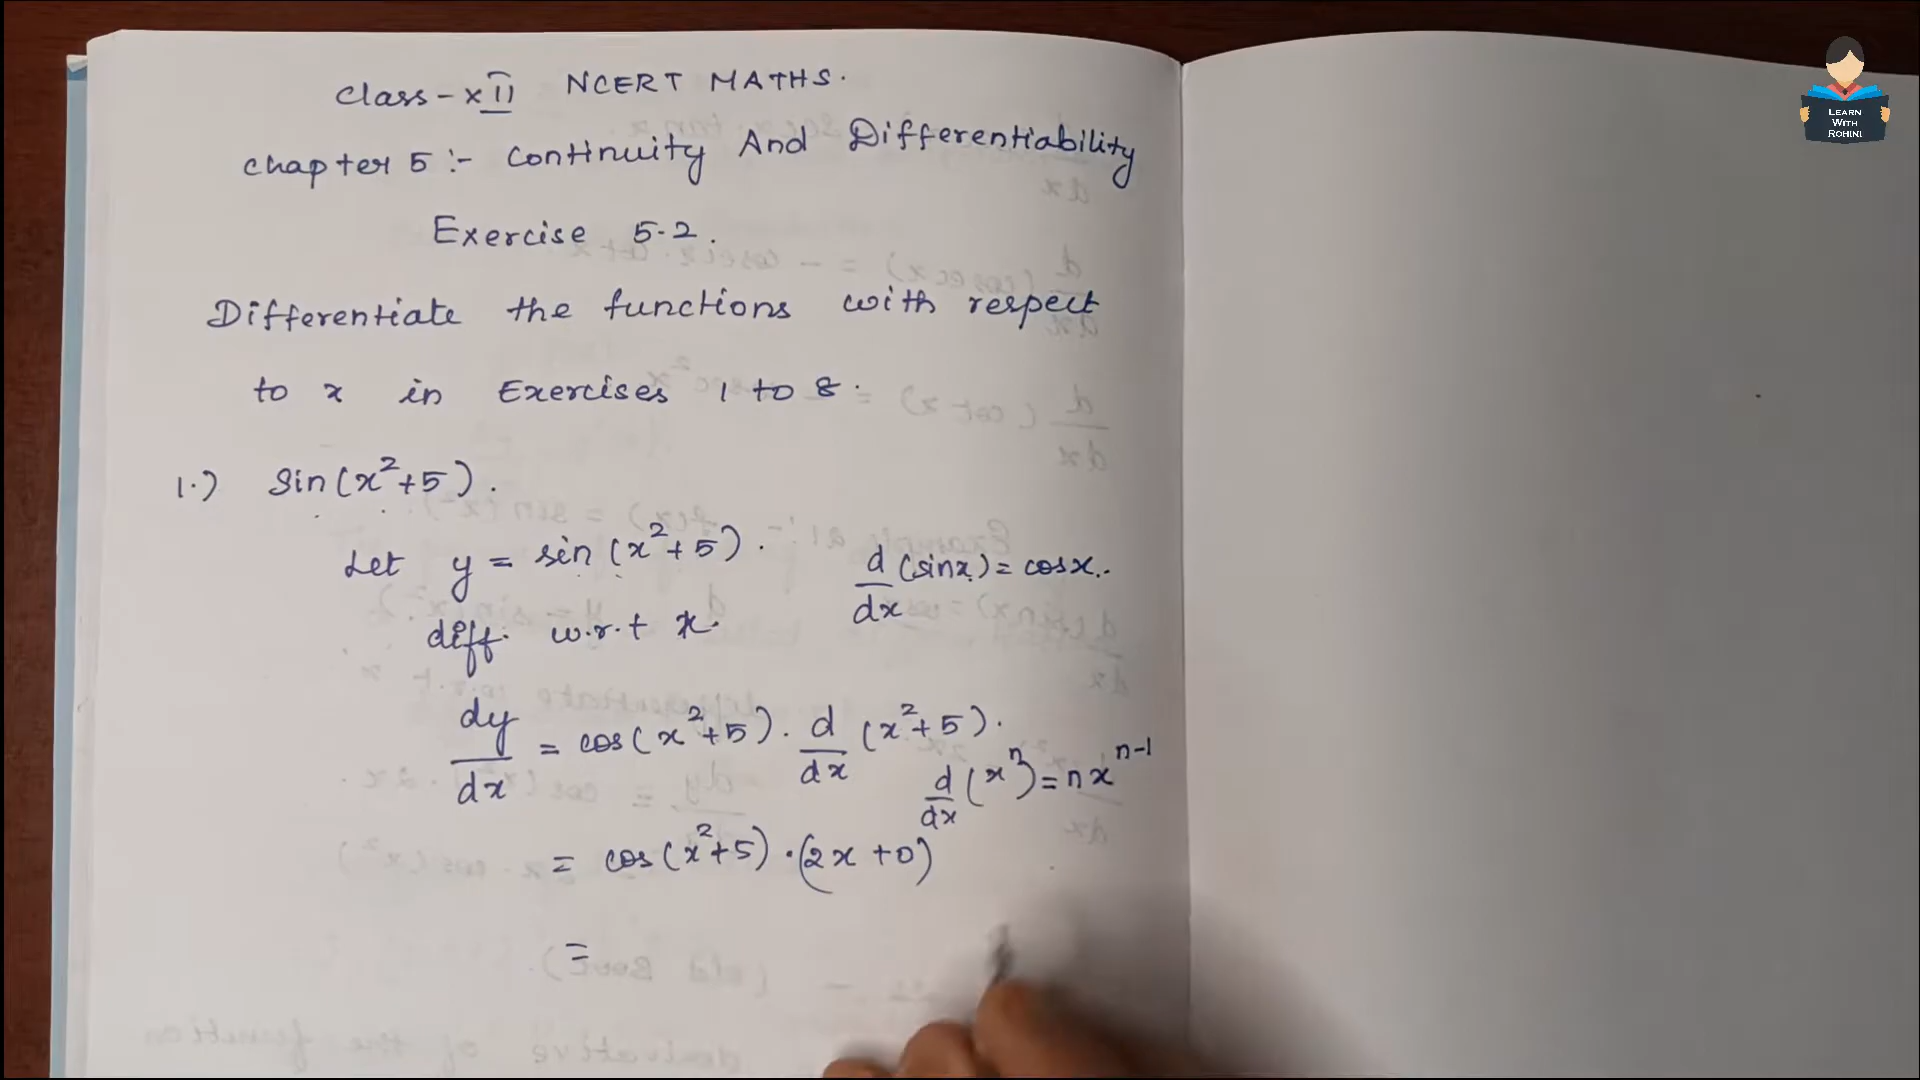 Class-XII NCERT MATHS.
Chapter 5:- Continuity And Differentiability
Exercise 5.2.
Differentiate the functions with respect
to x in Exercises 1 to 8.
1.) Sin(x²+5).
Let y = sin(x²+5).
d/dx (sinx) = cosx.
diff. w.r.t x.
dy/dx = cos(x²+5). d/dx (x²+5).
d/dx (xⁿ) = nxⁿ⁻¹
= cos(x²+5).(2x+0)
=
LEARN
WITH
ROHINI